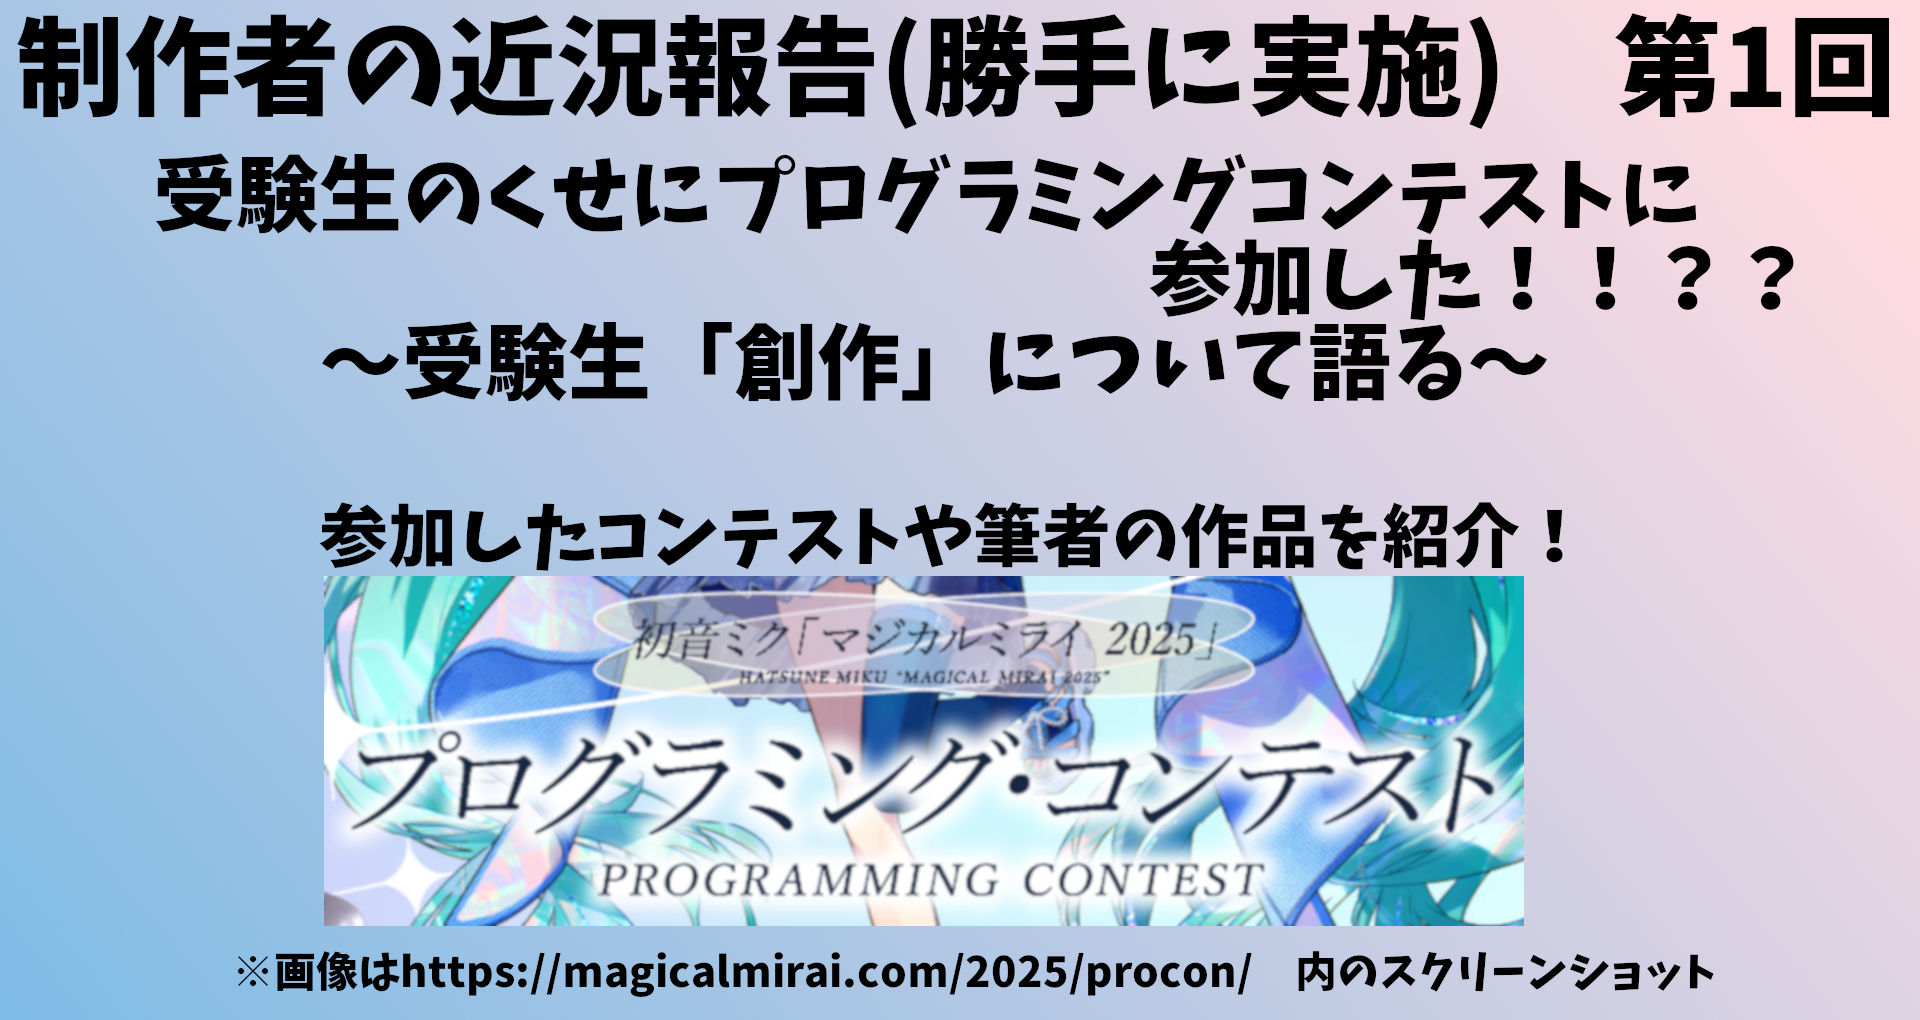 制作者の近況報告(勝手に実施)　第1回
受験生のくせにプログラミングコンテストに
参加した！！？？
～受験生「創作」について語る～
参加したコンテストや筆者の作品を紹介！
初音ミク「マジカルミライ 2025」
HATSUNE MIKU "MAGICAL MIRAI 2025"
プログラミング・コンテスト
PROGRAMMING CONTEST
※画像はhttps://magicalmirai.com/2025/procon/　内のスクリーンショット